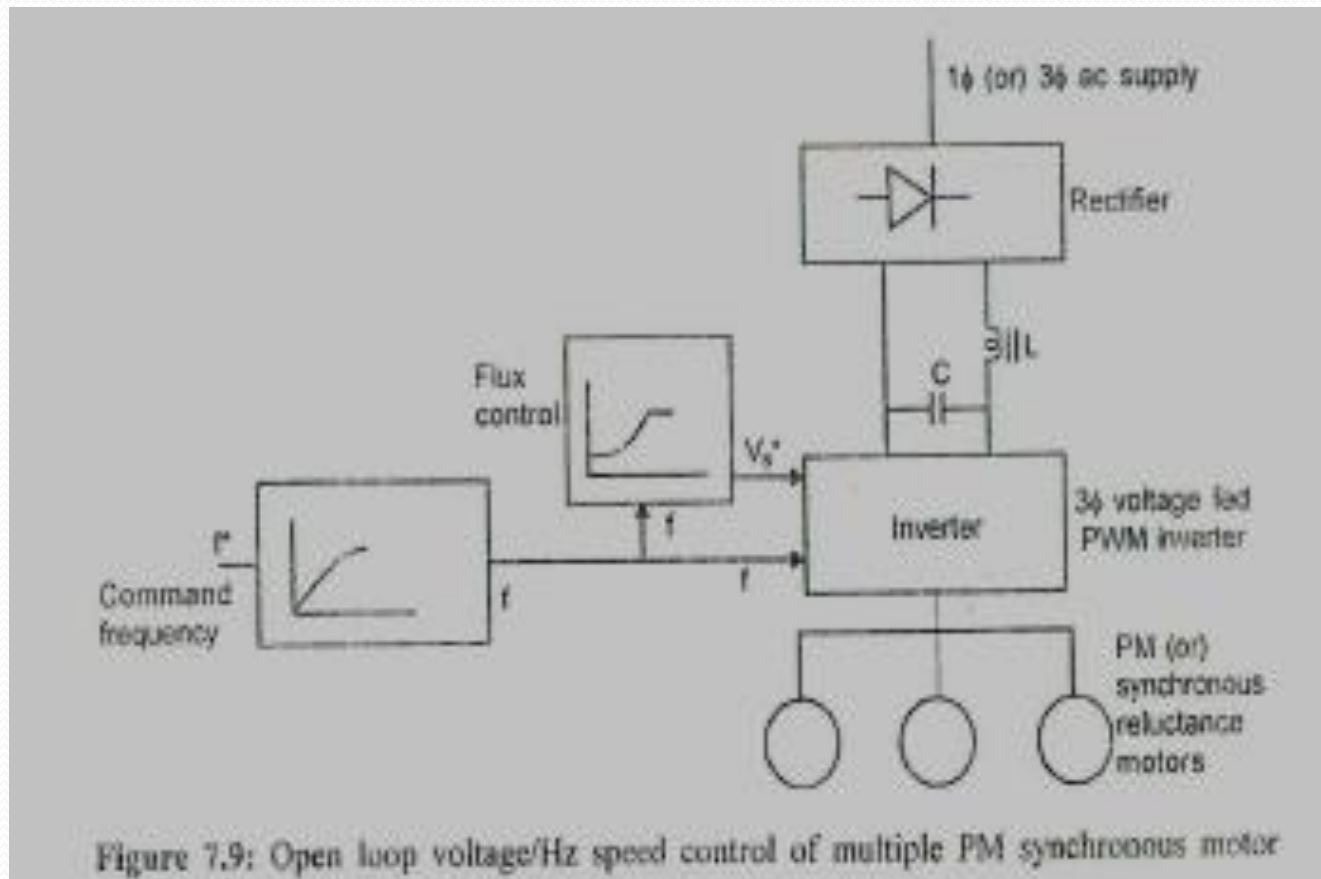 1ϕ (or) 3ϕ ac supply
Rectifier
L
C
Flux
control
Vs*
f
Inverter
3ϕ voltage fed
PWM inverter
f*
Command
frequency
f
f
PM (or)
synchronous
reluctance
motors
Figure 7.9: Open loop voltage/Hz speed control of multiple PM synchronous motor